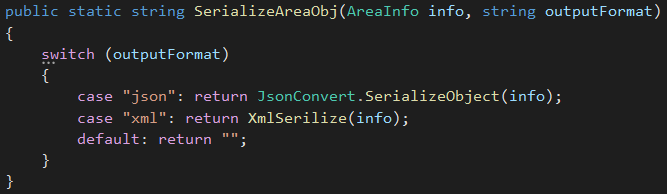 public static string SerializeAreaObj(AreaInfo info, string outputFormat)
{
    switch (outputFormat)
    {
        case "json": return JsonConvert.SerializeObject(info);
        case "xml": return XmlSerilize(info);
        default: return "";
    }
}